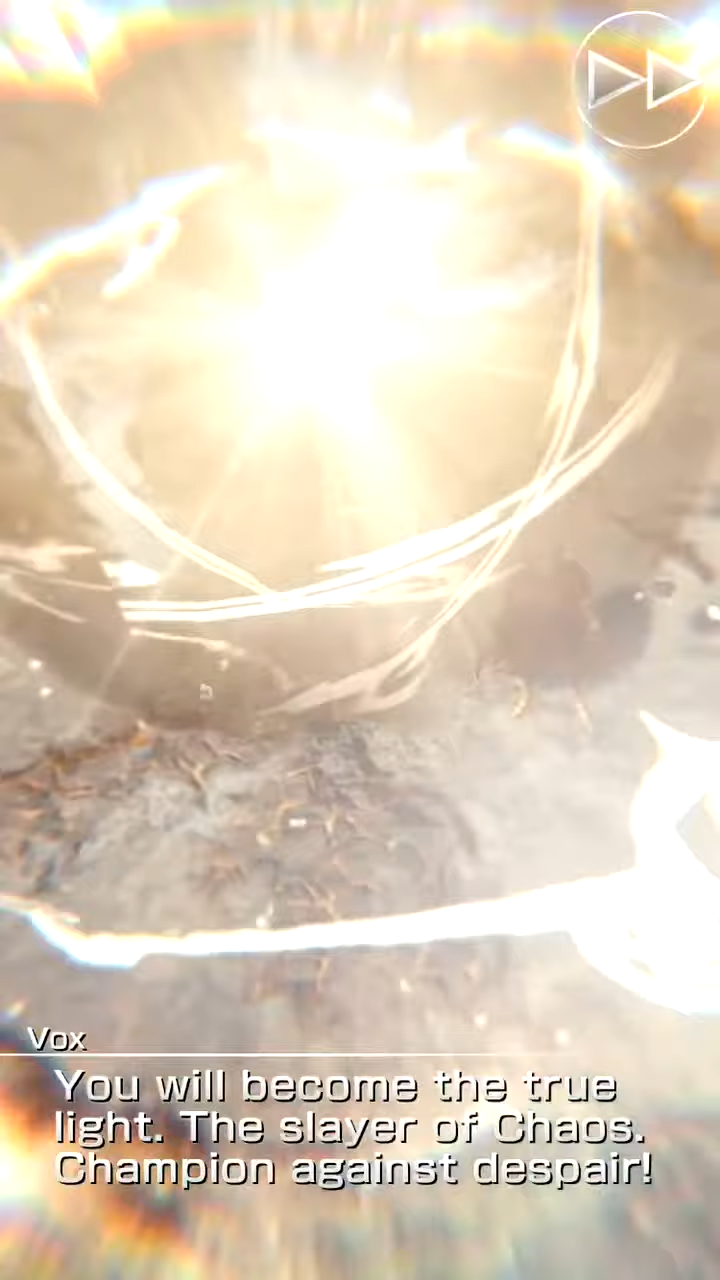 Vox
You will become the true
light. The slayer of Chaos.
Champion against despair!